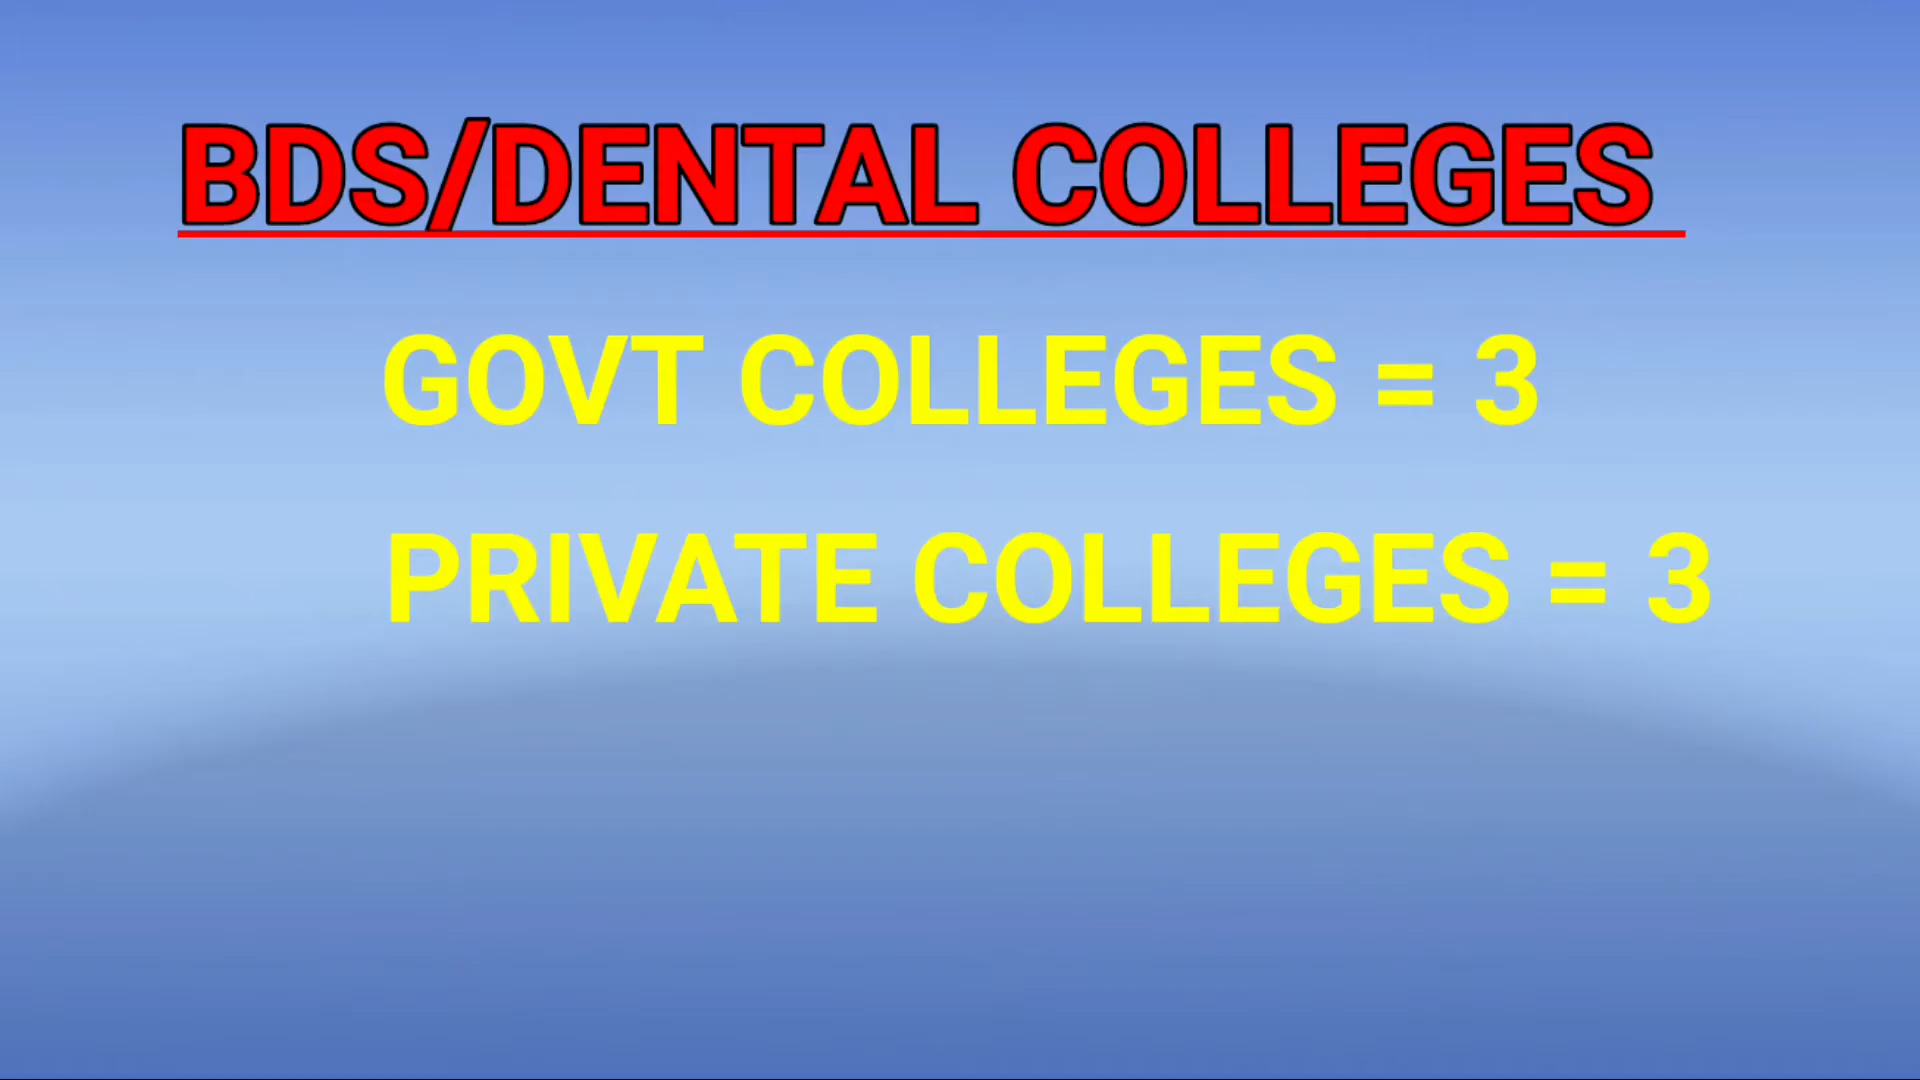 BDS/DENTAL COLLEGES
GOVT COLLEGES = 3
PRIVATE COLLEGES = 3